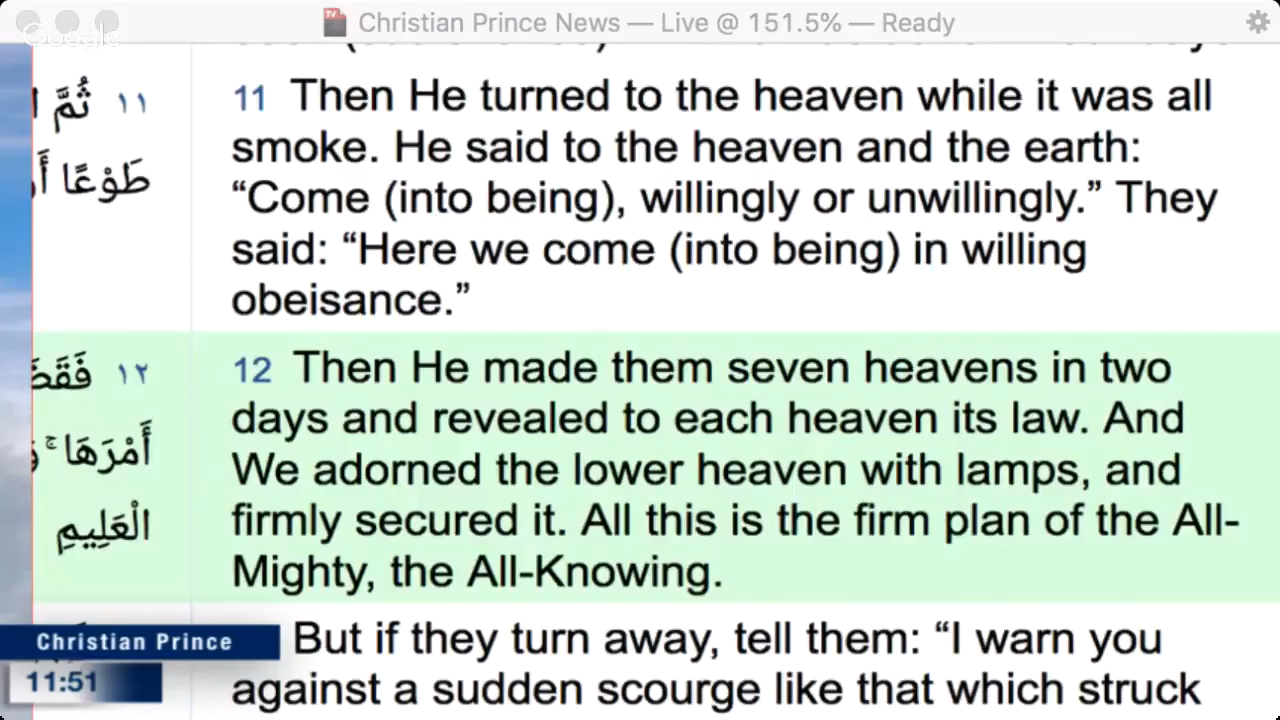 Christian Prince News — Live @ 151.5% — Ready
Google
١١ ثُمَّ
11 Then He turned to the heaven while it was all
smoke. He said to the heaven and the earth:
طَوْعًا
“Come (into being), willingly or unwillingly.” They
said: “Here we come (into being) in willing
obeisance.”
١٢
12 Then He made them seven heavens in two
days and revealed to each heaven its law. And
أَمْرَهَا ۚ
We adorned the lower heaven with lamps, and
firmly secured it. All this is the firm plan of the All-
الْعَلِيمِ
Mighty, the All-Knowing.
But if they turn away, tell them: “I warn you
Christian Prince
against a sudden scourge like that which struck
11:51